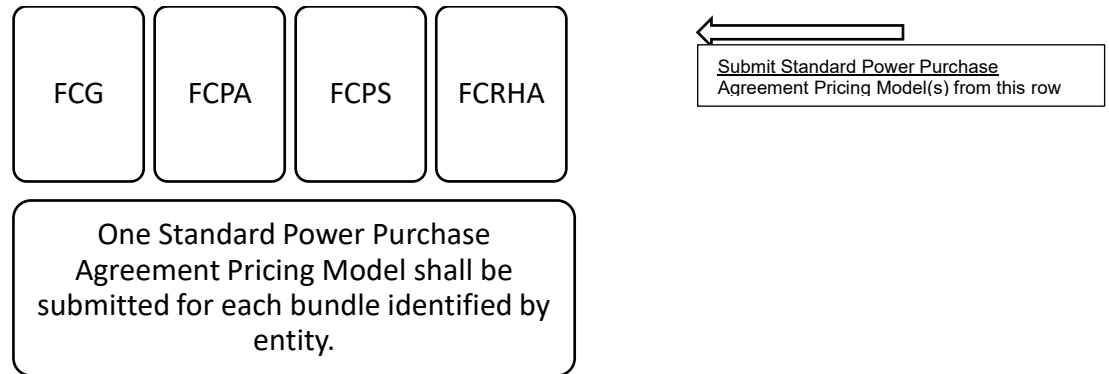 FCG
FCPA
FCPS
FCRHA
Submit Standard Power Purchase
Agreement Pricing Model(s) from this row
One Standard Power Purchase
Agreement Pricing Model shall be
submitted for each bundle identified by
entity.